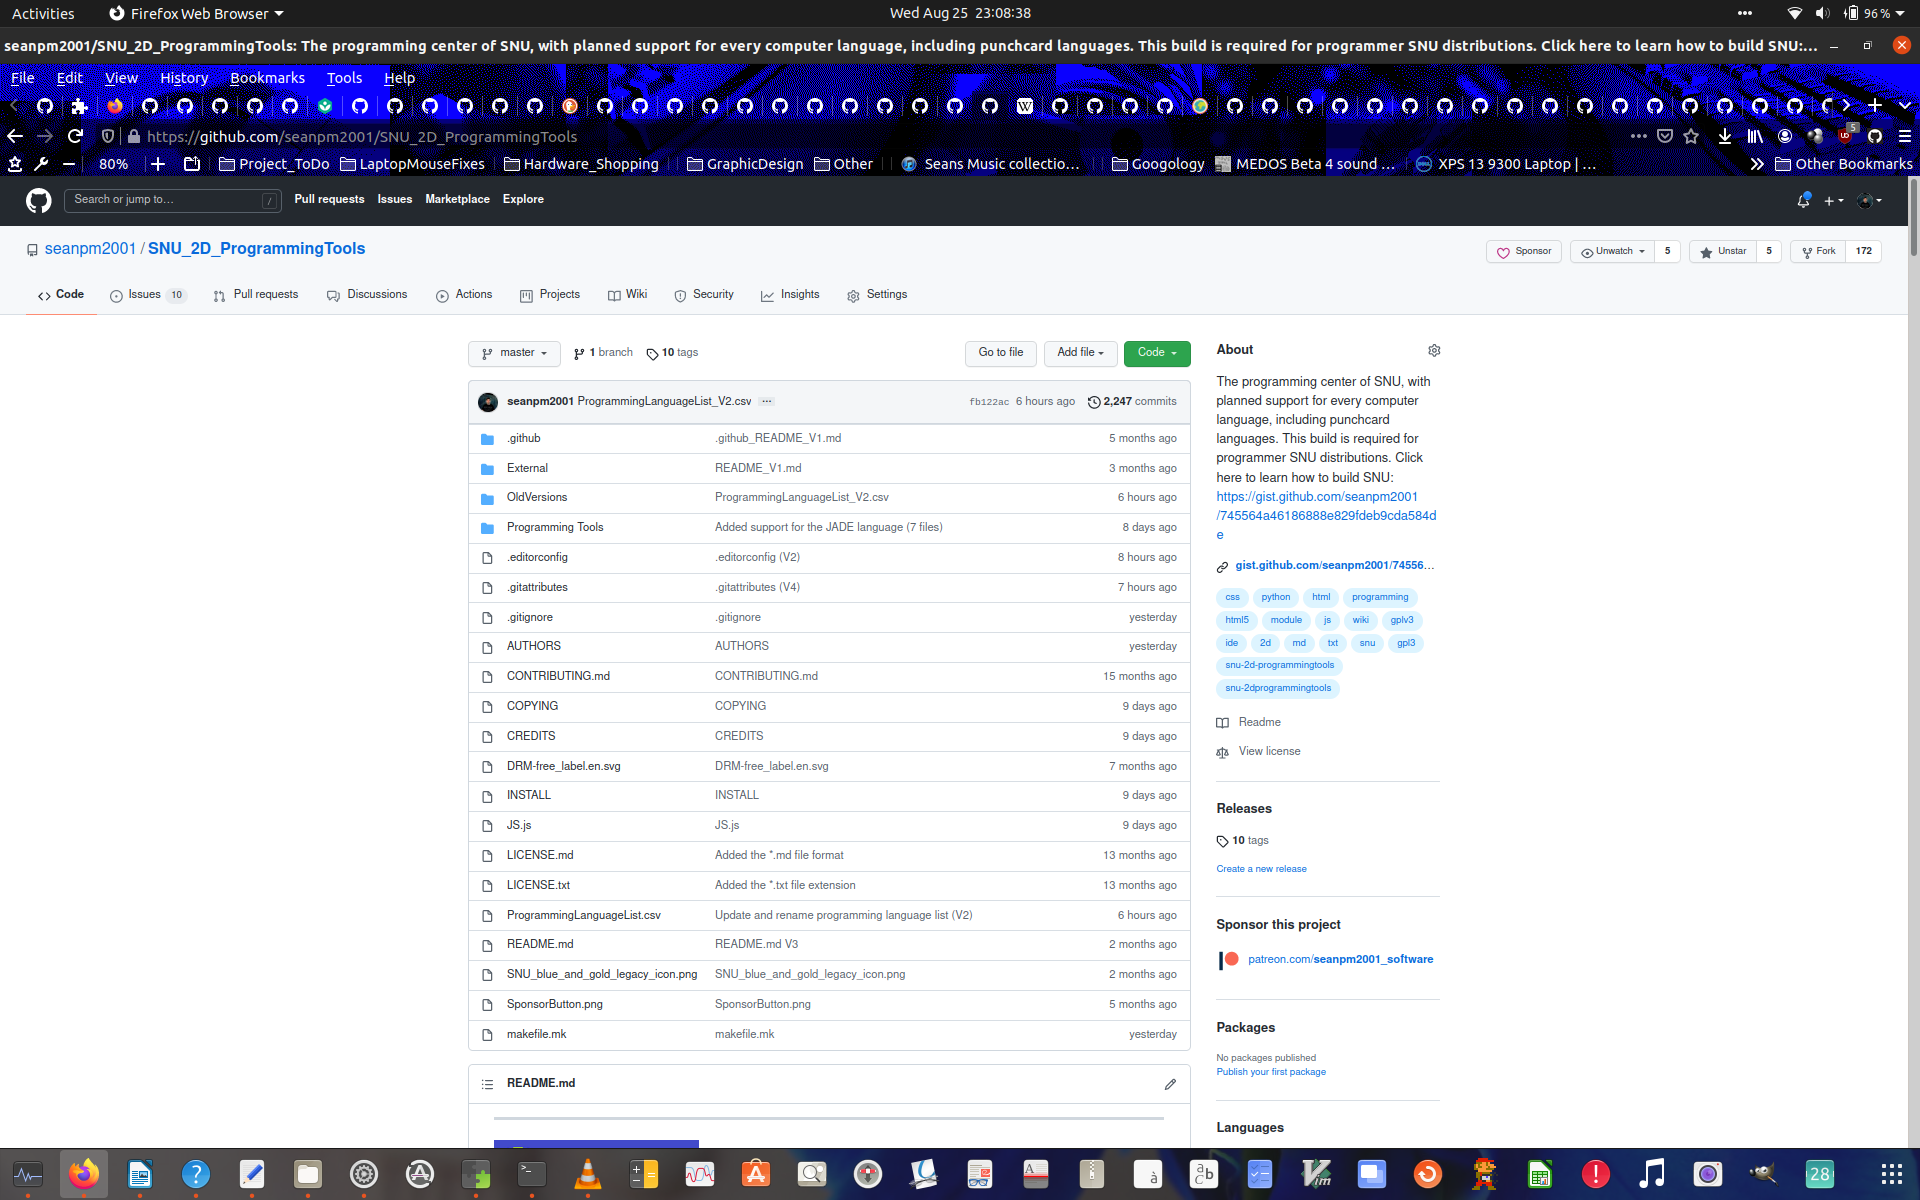 Activities
Firefox Web Browser
Wed Aug 25 23:08:38
96 %
seanpm2001/SNU_2D_ProgrammingTools: The programming center of SNU, with planned support for every computer language, including punchcard languages. This build is required for programmer SNU distributions. Click here to learn how to build SNU:...
File Edit View History Bookmarks Tools Help
https://github.com/seanpm2001/SNU_2D_ProgrammingTools
5
80%
Project_ToDo
LaptopMouseFixes
Hardware_Shopping
GraphicDesign
Other
Seans Music collectio...
Googology
MEDOS Beta 4 sound ...
XPS 13 9300 Laptop | ...
Other Bookmarks
Search or jump to...
/
Pull requests Issues Marketplace Explore
seanpm2001 / SNU_2D_ProgrammingTools
Sponsor
Unwatch 5
Unstar 5
Fork 172
Code
Issues 10
Pull requests
Discussions
Actions
Projects
Wiki
Security
Insights
Settings
master
1 branch
10 tags
Go to file
Add file
Code
seanpm2001 ProgrammingLanguageList_V2.csv ...
fb122ac 6 hours ago
2,247 commits
.github .github_README_V1.md 5 months ago
External README_V1.md 3 months ago
OldVersions ProgrammingLanguageList_V2.csv 6 hours ago
Programming Tools Added support for the JADE language (7 files) 8 days ago
.editorconfig .editorconfig (V2) 8 hours ago
.gitattributes .gitattributes (V4) 7 hours ago
.gitignore .gitignore yesterday
AUTHORS AUTHORS yesterday
CONTRIBUTING.md CONTRIBUTING.md 15 months ago
COPYING COPYING 9 days ago
CREDITS CREDITS 9 days ago
DRM-free_label.en.svg DRM-free_label.en.svg 7 months ago
INSTALL INSTALL 9 days ago
JS.js JS.js 9 days ago
LICENSE.md Added the *.md file format 13 months ago
LICENSE.txt Added the *.txt file extension 13 months ago
ProgrammingLanguageList.csv Update and rename programming language list (V2) 6 hours ago
README.md README.md V3 2 months ago
SNU_blue_and_gold_legacy_icon.png SNU_blue_and_gold_legacy_icon.png 2 months ago
SponsorButton.png SponsorButton.png 5 months ago
makefile.mk makefile.mk yesterday
README.md
About
The programming center of SNU, with
planned support for every computer
language, including punchcard
languages. This build is required for
programmer SNU distributions. Click
here to learn how to build SNU:
https://gist.github.com/seanpm2001
/745564a46186888e829fdeb9cda584d
e
gist.github.com/seanpm2001/74556...
css python html programming
html5 module js wiki gplv3
ide 2d md txt snu gpl3
snu-2d-programmingtools
snu-2dprogrammingtools
Readme
View license
Releases
10 tags
Create a new release
Sponsor this project
patreon.com/seanpm2001_software
Packages
No packages published
Publish your first package
Languages
28